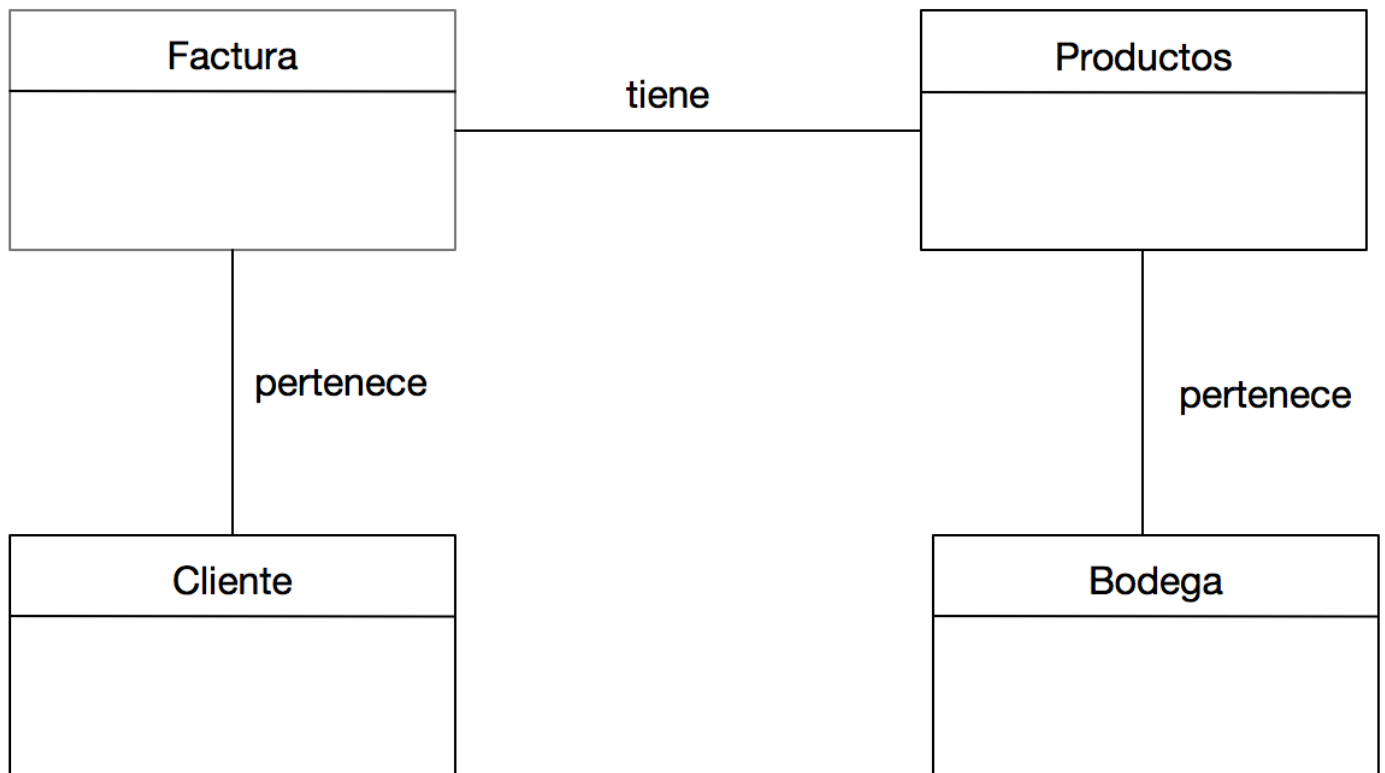 Factura
Productos
tiene
pertenece
pertenece
Cliente
Bodega